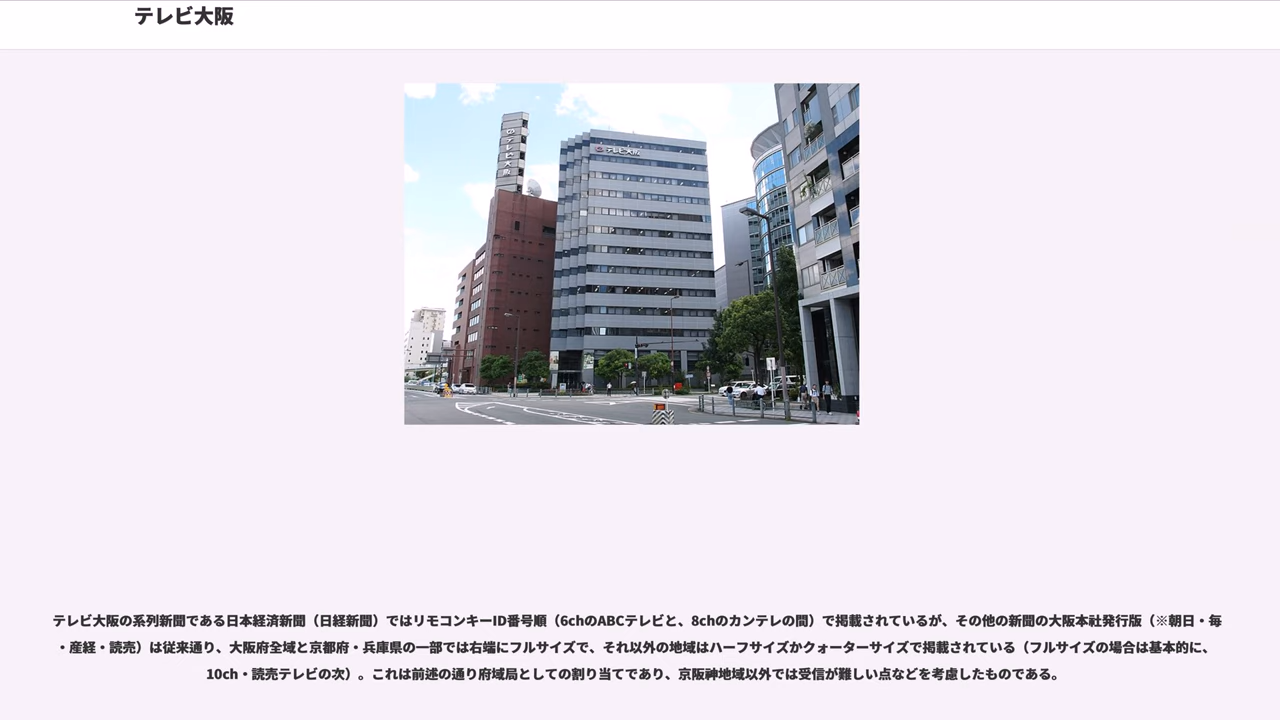 テレビ大阪
テレビ大阪
テレビ大阪
テレビ大阪の系列新聞である日本経済新聞（日経新聞）ではリモコンキーID番号順（6chのABCテレビと、8chのカンテレの間）で掲載されているが、その他の新聞の大阪本社発行版（※朝日・毎
・産経・読売）は従来通り、大阪府全域と京都府・兵庫県の一部では右端にフルサイズで、それ以外の地域はハーフサイズかクォーターサイズで掲載されている（フルサイズの場合は基本的に、
10ch・読売テレビの次）。これは前述の通り府域局としての割り当てであり、京阪神地域以外では受信が難しい点などを考慮したものである。